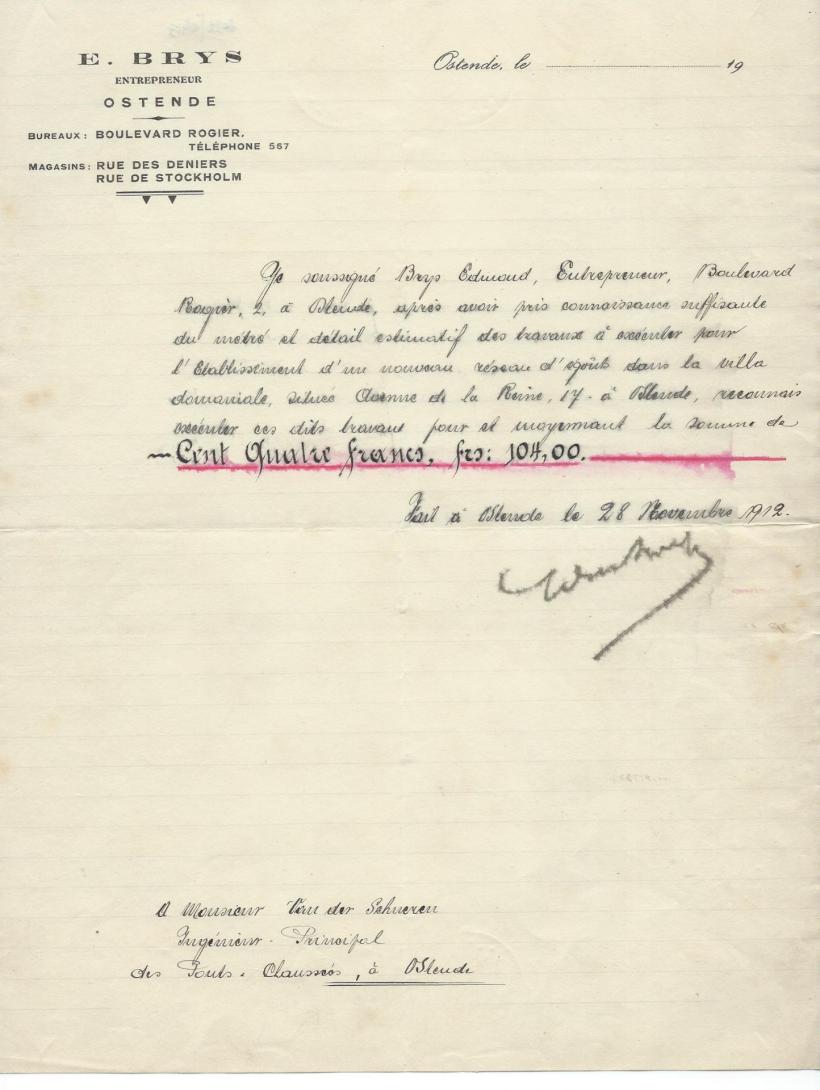 E. BRYS
ENTREPRENEUR
OSTENDE
BUREAUX: BOULEVARD ROGIER.
TÉLÉPHONE 567
MAGASINS: RUE DES DENIERS
RUE DE STOCKHOLM
Ostende, le 19
Je soussigné Brys Edmond, Entrepreneur, Boulevard
Rogier, 2, à Ostende, après avoir pris connaissance suffisante
du métré et détail estimatif des travaux à exécuter pour
l'Etablissement d'un nouveau réseau d'égoûts dans la villa
domaniale, située Avenue de la Reine, 17 - à Ostende, reconnais
exécuter ces dits travaux pour et moyennant la somme de
Cent Quatre francs, frs: 104,00.
Fait à Ostende le 28 Novembre 1912.
A Monsieur Van der Schueren
Ingénieur - Principal
des Ponts - Chaussées, à Ostende